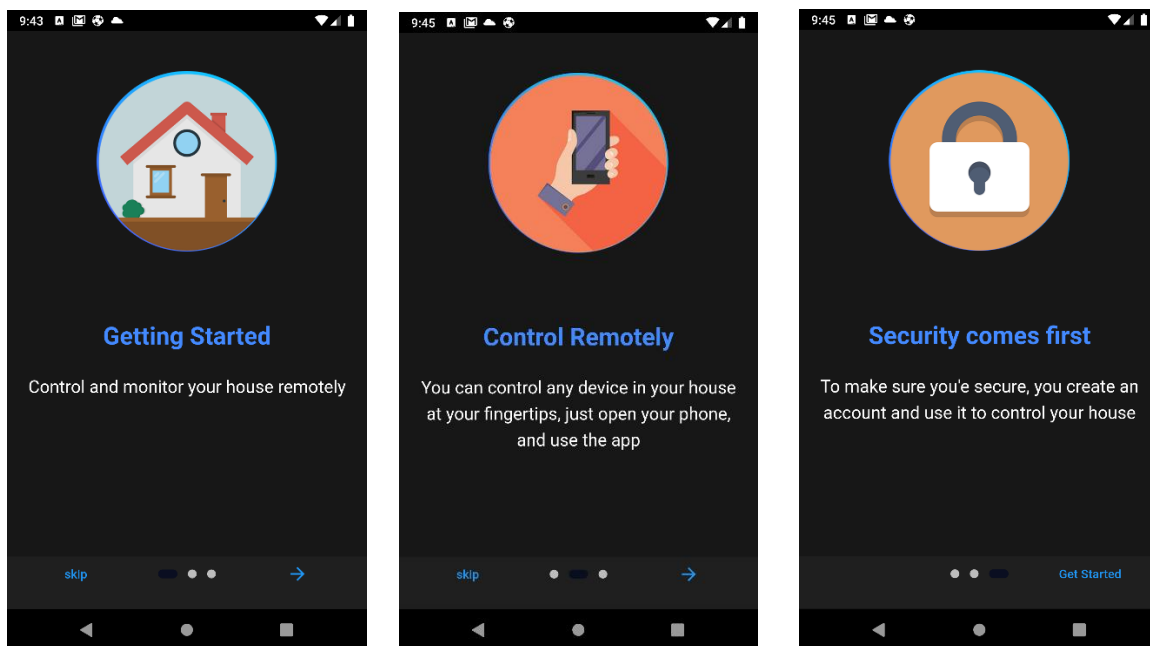 9:43
Getting Started
Control and monitor your house remotely
skip
9:45
Control Remotely
You can control any device in your house
at your fingertips, just open your phone,
and use the app
skip
9:45
Security comes first
To make sure you'e secure, you create an
account and use it to control your house
Get Started